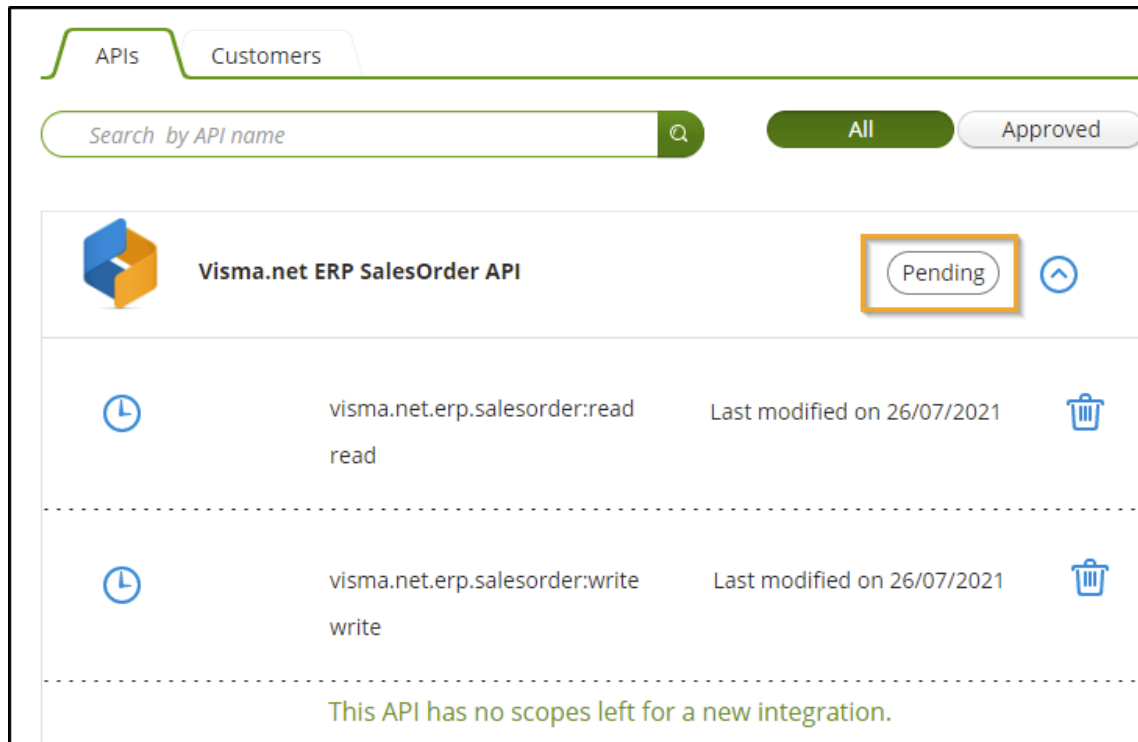 APIs Customers
Search by API name All Approved
Visma.net ERP SalesOrder API Pending
visma.net.erp.salesorder:read Last modified on 26/07/2021
read
visma.net.erp.salesorder:write Last modified on 26/07/2021
write
This API has no scopes left for a new integration.